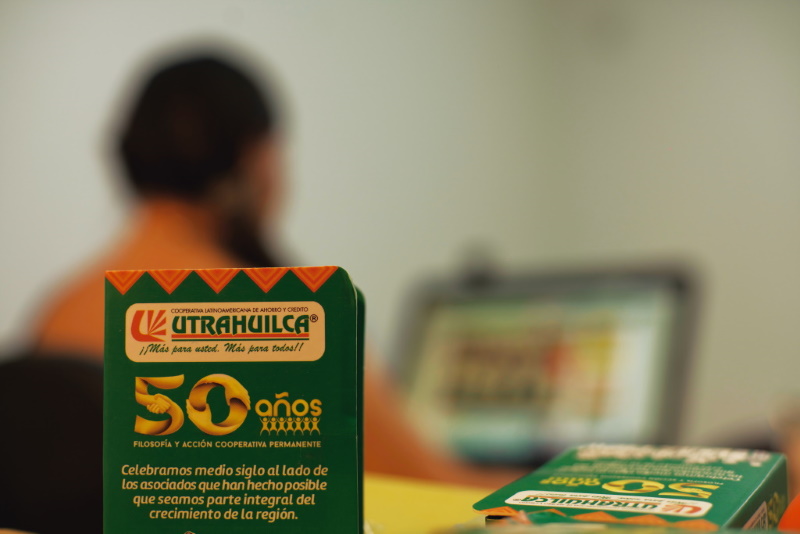 COOPERATIVA LATINOAMERICANA DE AHORRO Y CRÉDITO
UTRAHUILCA®
¡¡Más para usted. Más para todos!!
50 años
FILOSOFÍA Y ACCIÓN COOPERATIVA PERMANENTE
Celebramos medio siglo al lado de
los asociados que han hecho posible
que seamos parte integral del
crecimiento de la región.
50
UTRAHUILCA